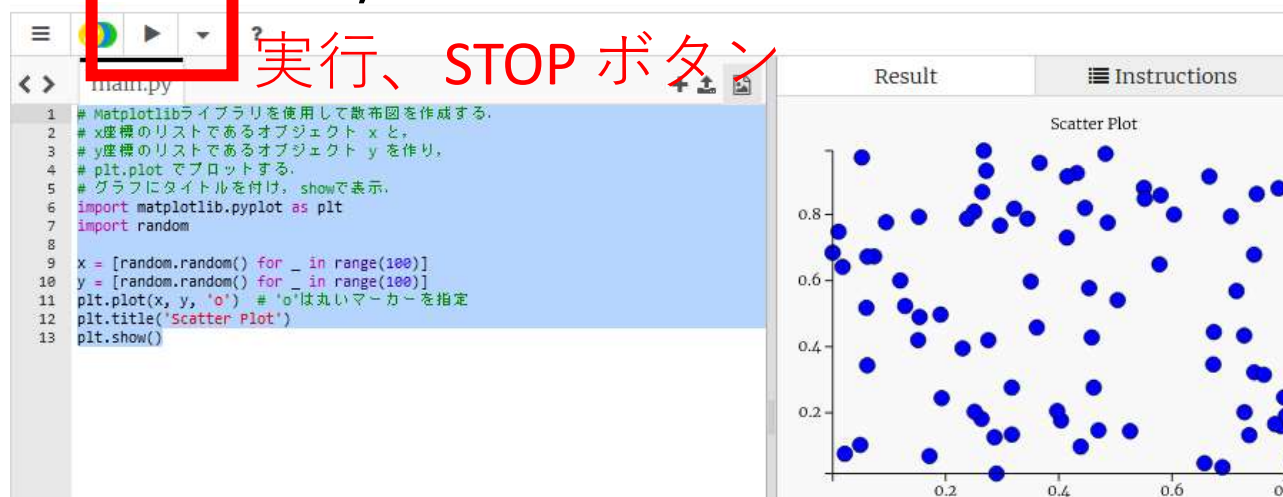 ?
実行、STOP ボタン
main.py
Result
Instructions
1 # Matplotlibライブラリを使用して散布図を作成する.
2 # x座標のリストであるオブジェクト x と,
3 # y座標のリストであるオブジェクト y を作り,
4 # plt.plot でプロットする.
5 # グラフにタイトルを付け, showで表示.
6 import matplotlib.pyplot as plt
7 import random
8
9 x = [random.random() for _ in range(100)]
10 y = [random.random() for _ in range(100)]
11 plt.plot(x, y, 'o')  # 'o'は丸いマーカーを指定
12 plt.title('Scatter Plot')
13 plt.show()
Scatter Plot
0.8
0.6
0.4
0.2
0.2 0.4 0.6